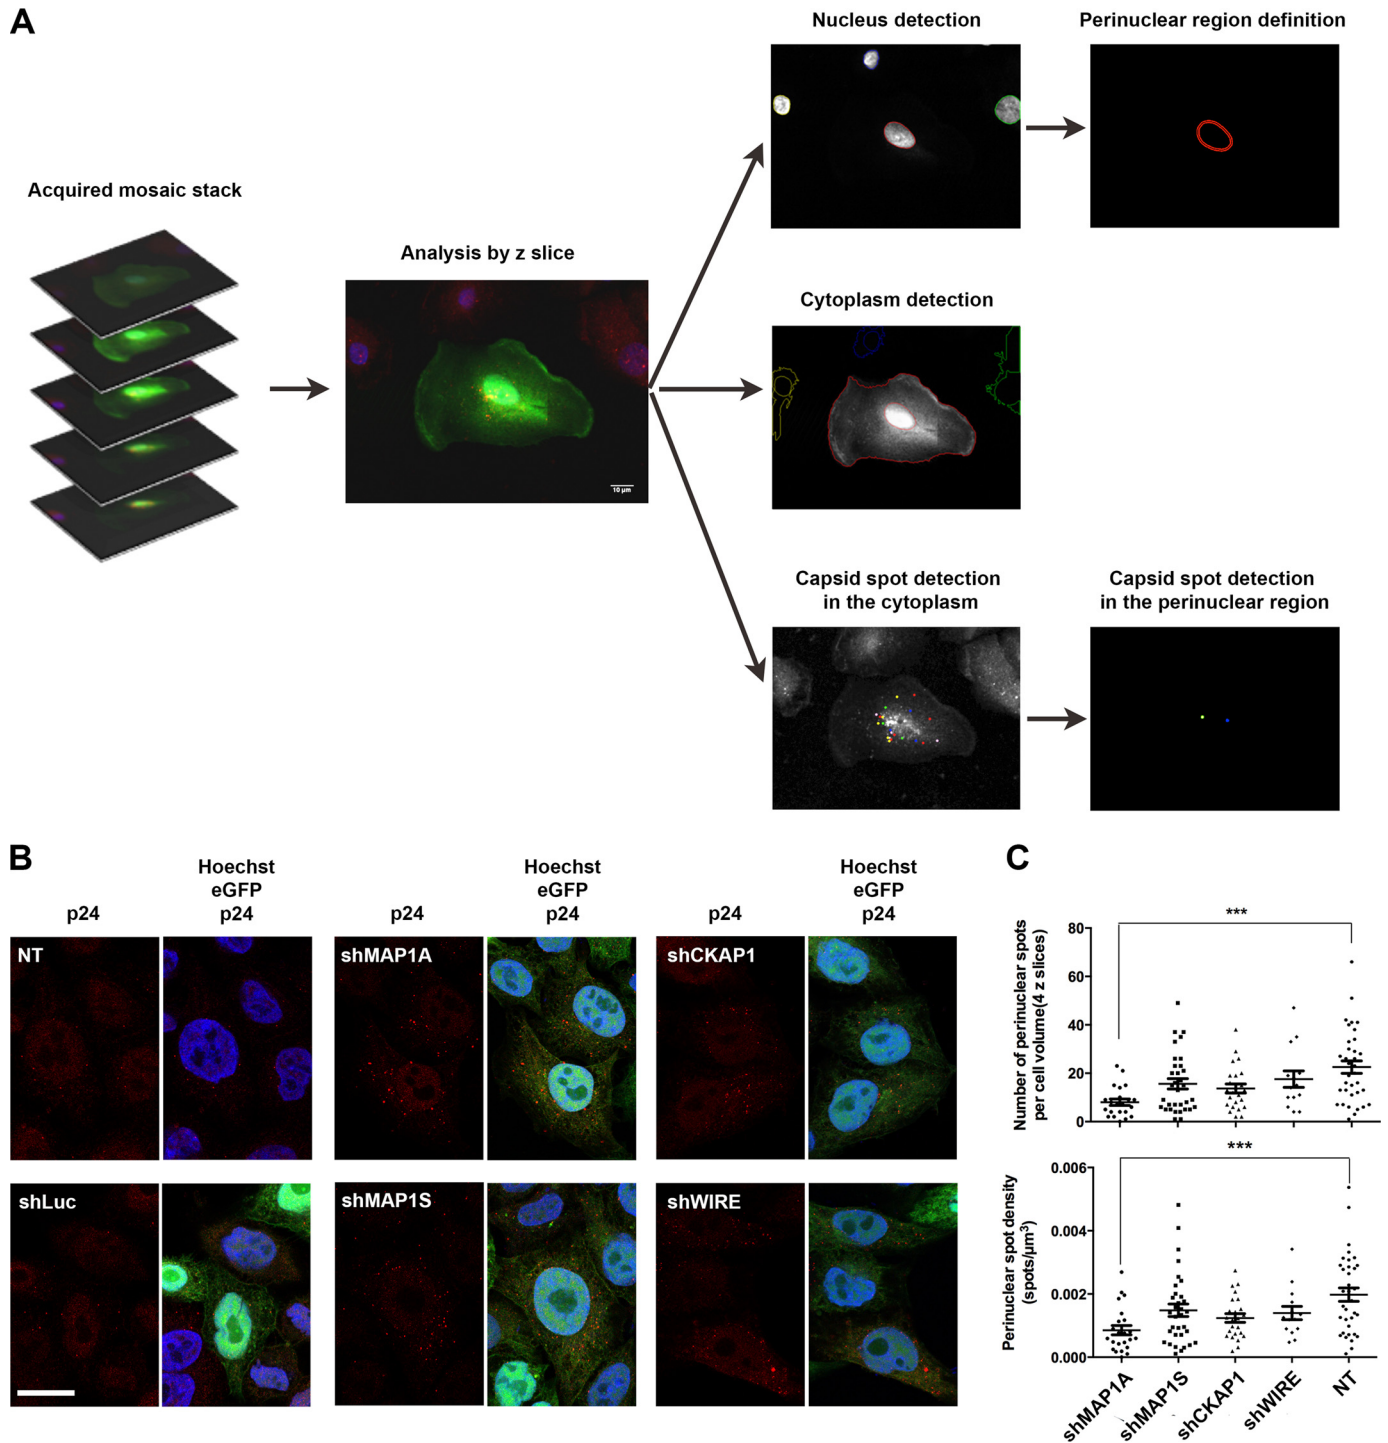 A
Nucleus detection
Perinuclear region definition
Acquired mosaic stack
Analysis by z slice
10 µm
Cytoplasm detection
Capsid spot detection
in the cytoplasm
Capsid spot detection
in the perinuclear region
B
p24
Hoechst
eGFP
p24
p24
Hoechst
eGFP
p24
p24
Hoechst
eGFP
p24
NT
shMAP1A
shCKAP1
shLuc
shMAP1S
shWIRE
C
Number of perinuclear spots
per cell volume(4 z slices)
80
60
40
20
0
***
Perinuclear spot density
(spots/µm³)
0.006
0.004
0.002
0.000
***
shMAP1A
shMAP1S
shCKAP1
shWIRE
NT